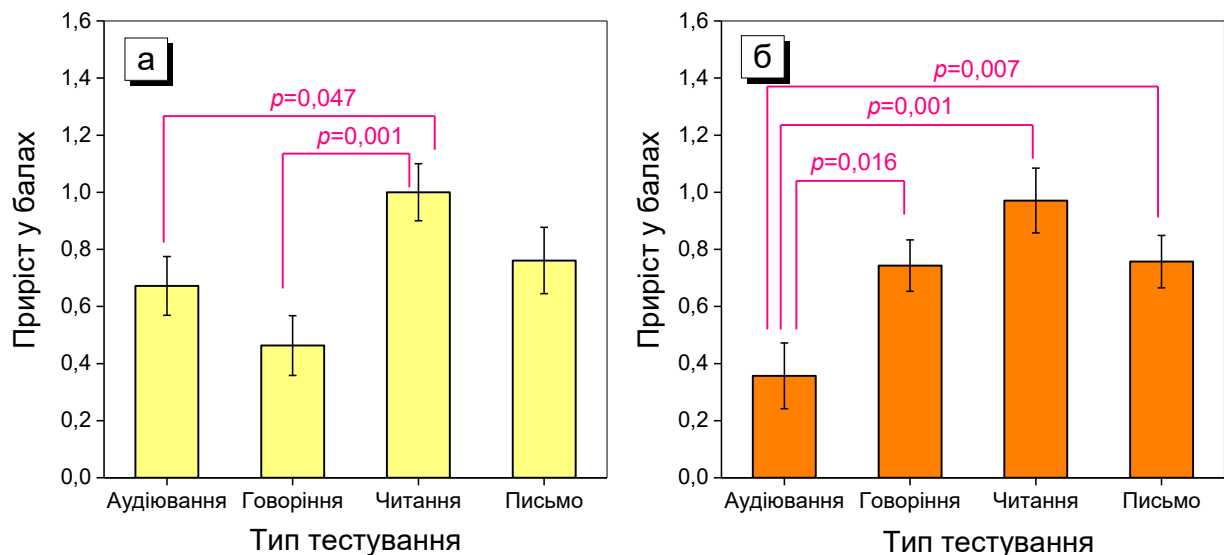 а
Приріст у балах
1,6
1,4
1,2
1,0
0,8
0,6
0,4
0,2
0,0
p=0,047
p=0,001
Аудіювання Говоріння Читання Письмо
Тип тестування
б
Приріст у балах
1,6
1,4
1,2
1,0
0,8
0,6
0,4
0,2
0,0
p=0,007
p=0,001
p=0,016
Аудіювання Говоріння Читання Письмо
Тип тестування